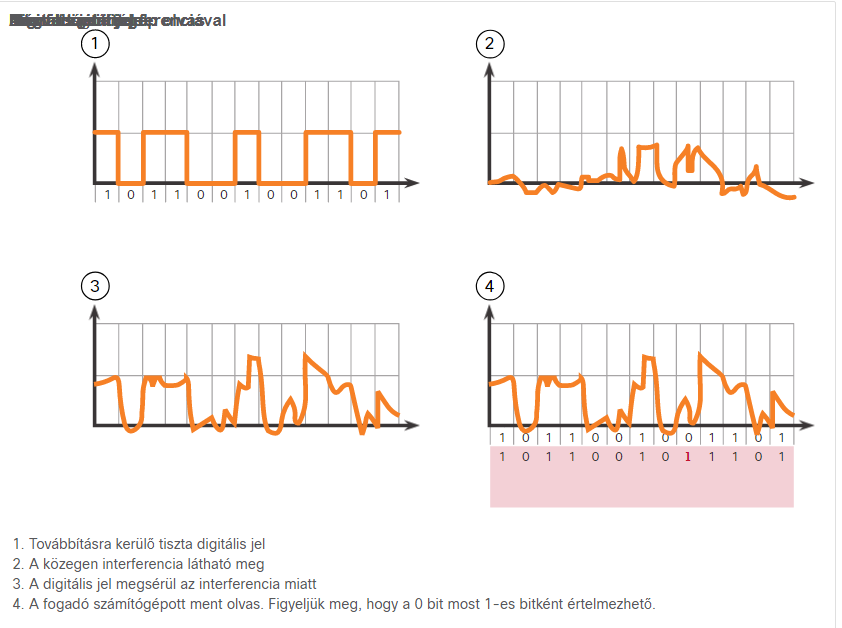 1
2
1 0 1 1 0 0 1 0 0 1 1 0 1
3
4
1 0 1 1 0 0 1 0 0 1 1 0 1
1 0 1 1 0 0 1 0 1 1 1 0 1
1. Továbbításra kerülő tiszta digitális jel
2. A közegen interferencia látható meg
3. A digitális jel megsérül az interferencia miatt
4. A fogadó számítógépott ment olvas. Figyeljük meg, hogy a 0 bit most 1-es bitként értelmezhető.